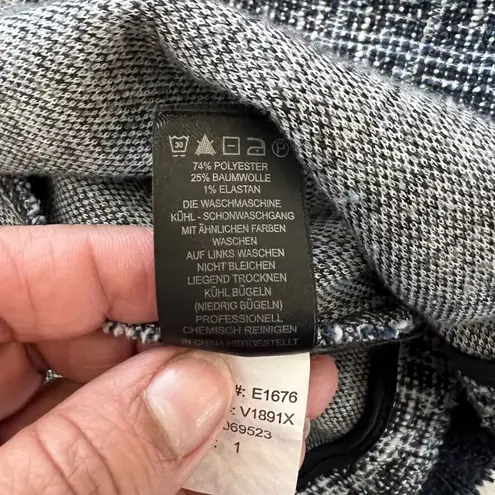 30
P
74% POLYESTER
25% BAUMWOLLE
1% ELASTAN
DIE WASCHMASCHINE
KÜHL - SCHONWASCHGANG
MIT ÄHNLICHEN FARBEN
WASCHEN
AUF LINKS WASCHEN
NICHT BLEICHEN
LIEGEND TROCKNEN
KÜHL BÜGELN
(NIEDRIG BÜGELN)
PROFESSIONELL
CHEMISCH REINIGEN
IN CHINA HERGESTELLT
#: E1676
: V1891X
069523
: 1